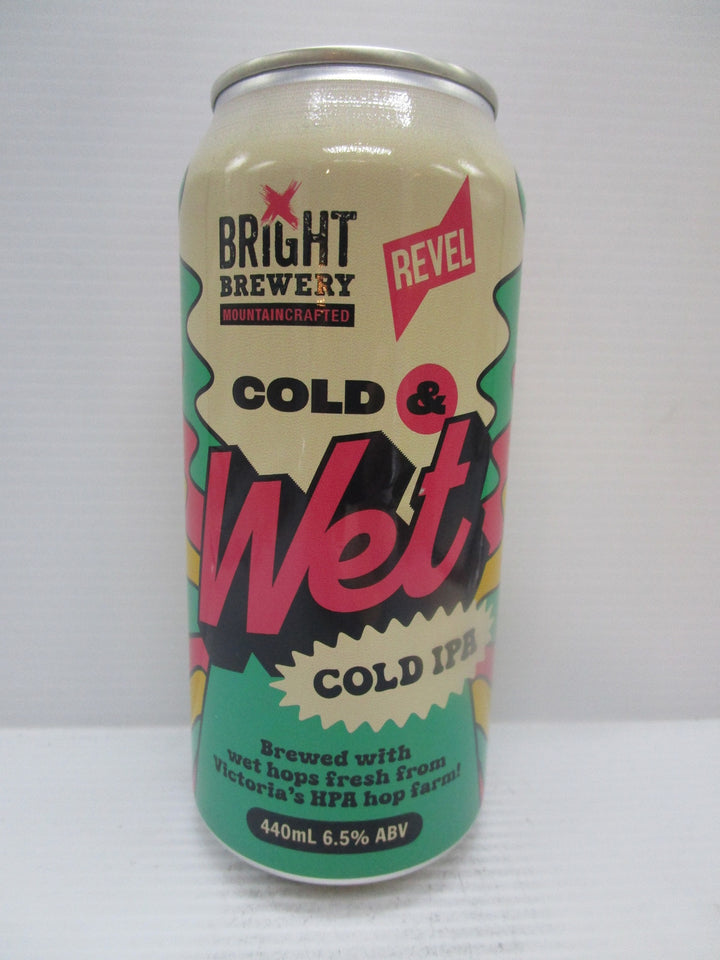 BRIGHT
BREWERY
MOUNTAINCRAFTED
REVEL
COLD &
Wet
COLD IPA
Brewed with
wet hops fresh from
Victoria's HPA hop farm!
440mL 6.5% ABV